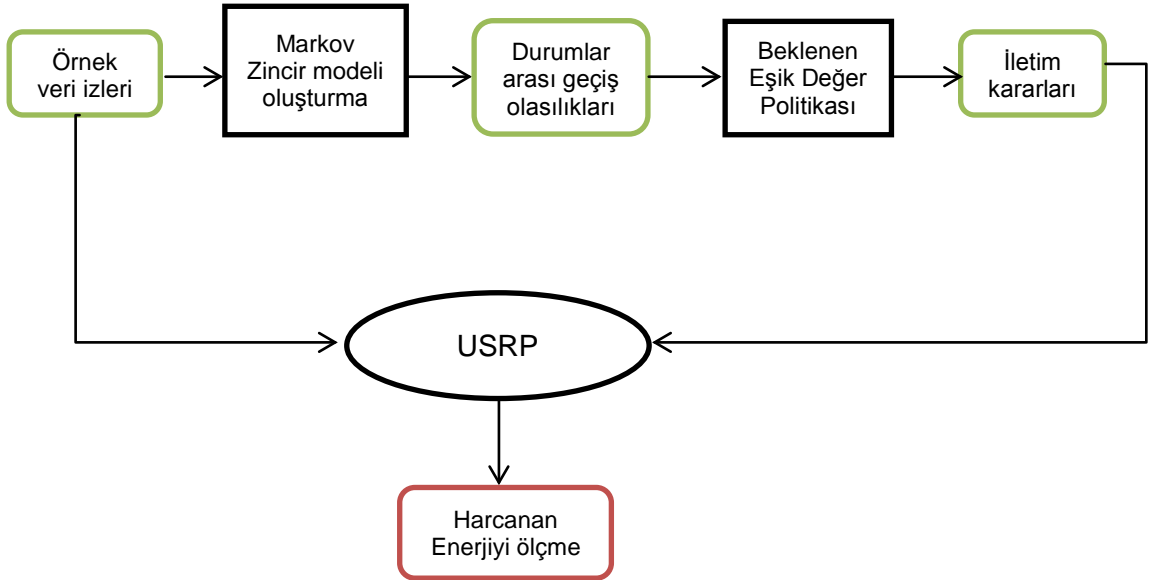 Örnek
veri izleri
Markov
Zincir modeli
oluşturma
Durumlar
arası geçiş
olasılıkları
Beklenen
Eşik Değer
Politikası
İletim
kararları
USRP
Harcanan
Enerjiyi ölçme